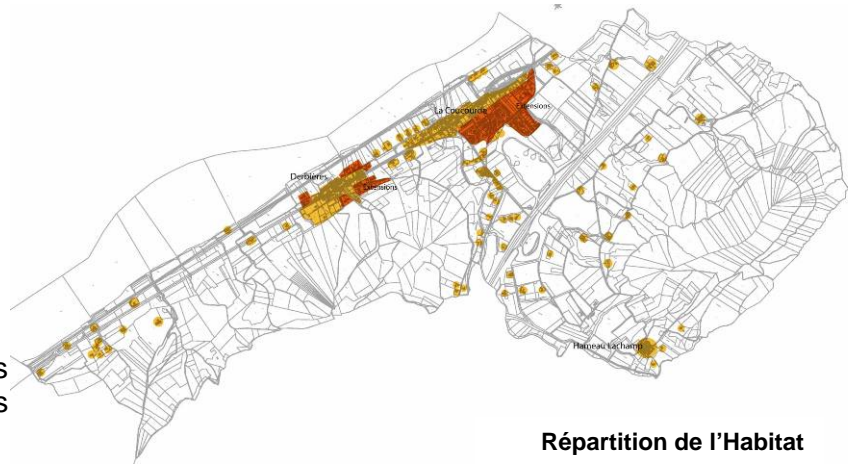 La Coucourde
Extensions
Derbières
Extensions
Hameau Lachamp
s
s
Répartition de l'Habitat